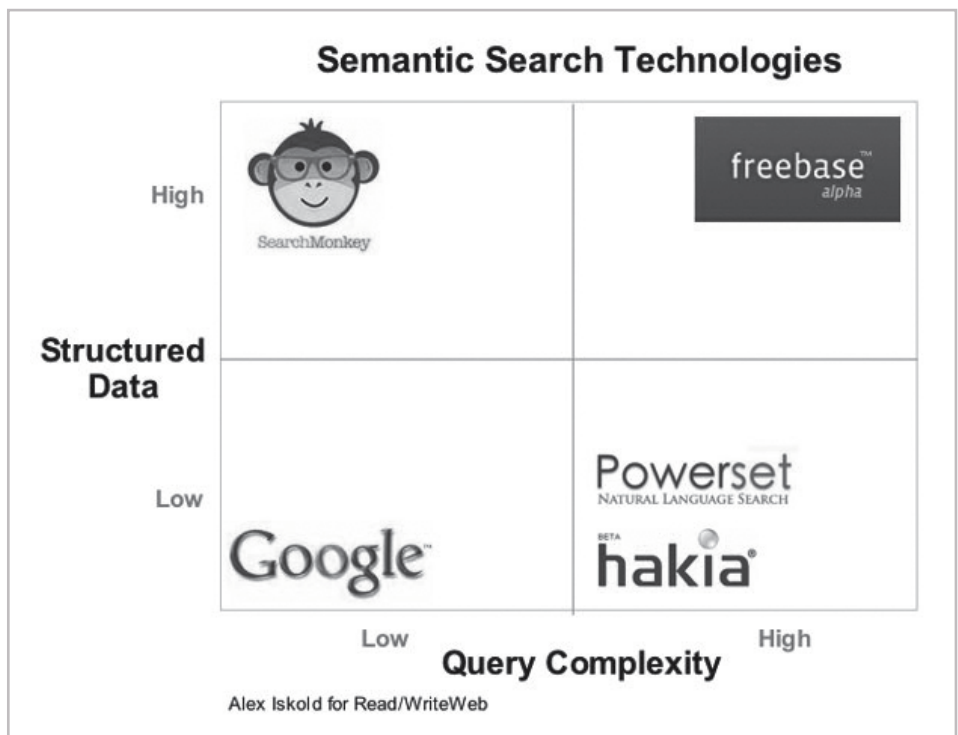 Semantic Search Technologies
High
SearchMonkey
freebase™
alpha
Structured
Data
Low
Powerset
NATURAL LANGUAGE SEARCH
Google™
BETA
hakia®
Low
High
Query Complexity
Alex Iskold for Read/WriteWeb